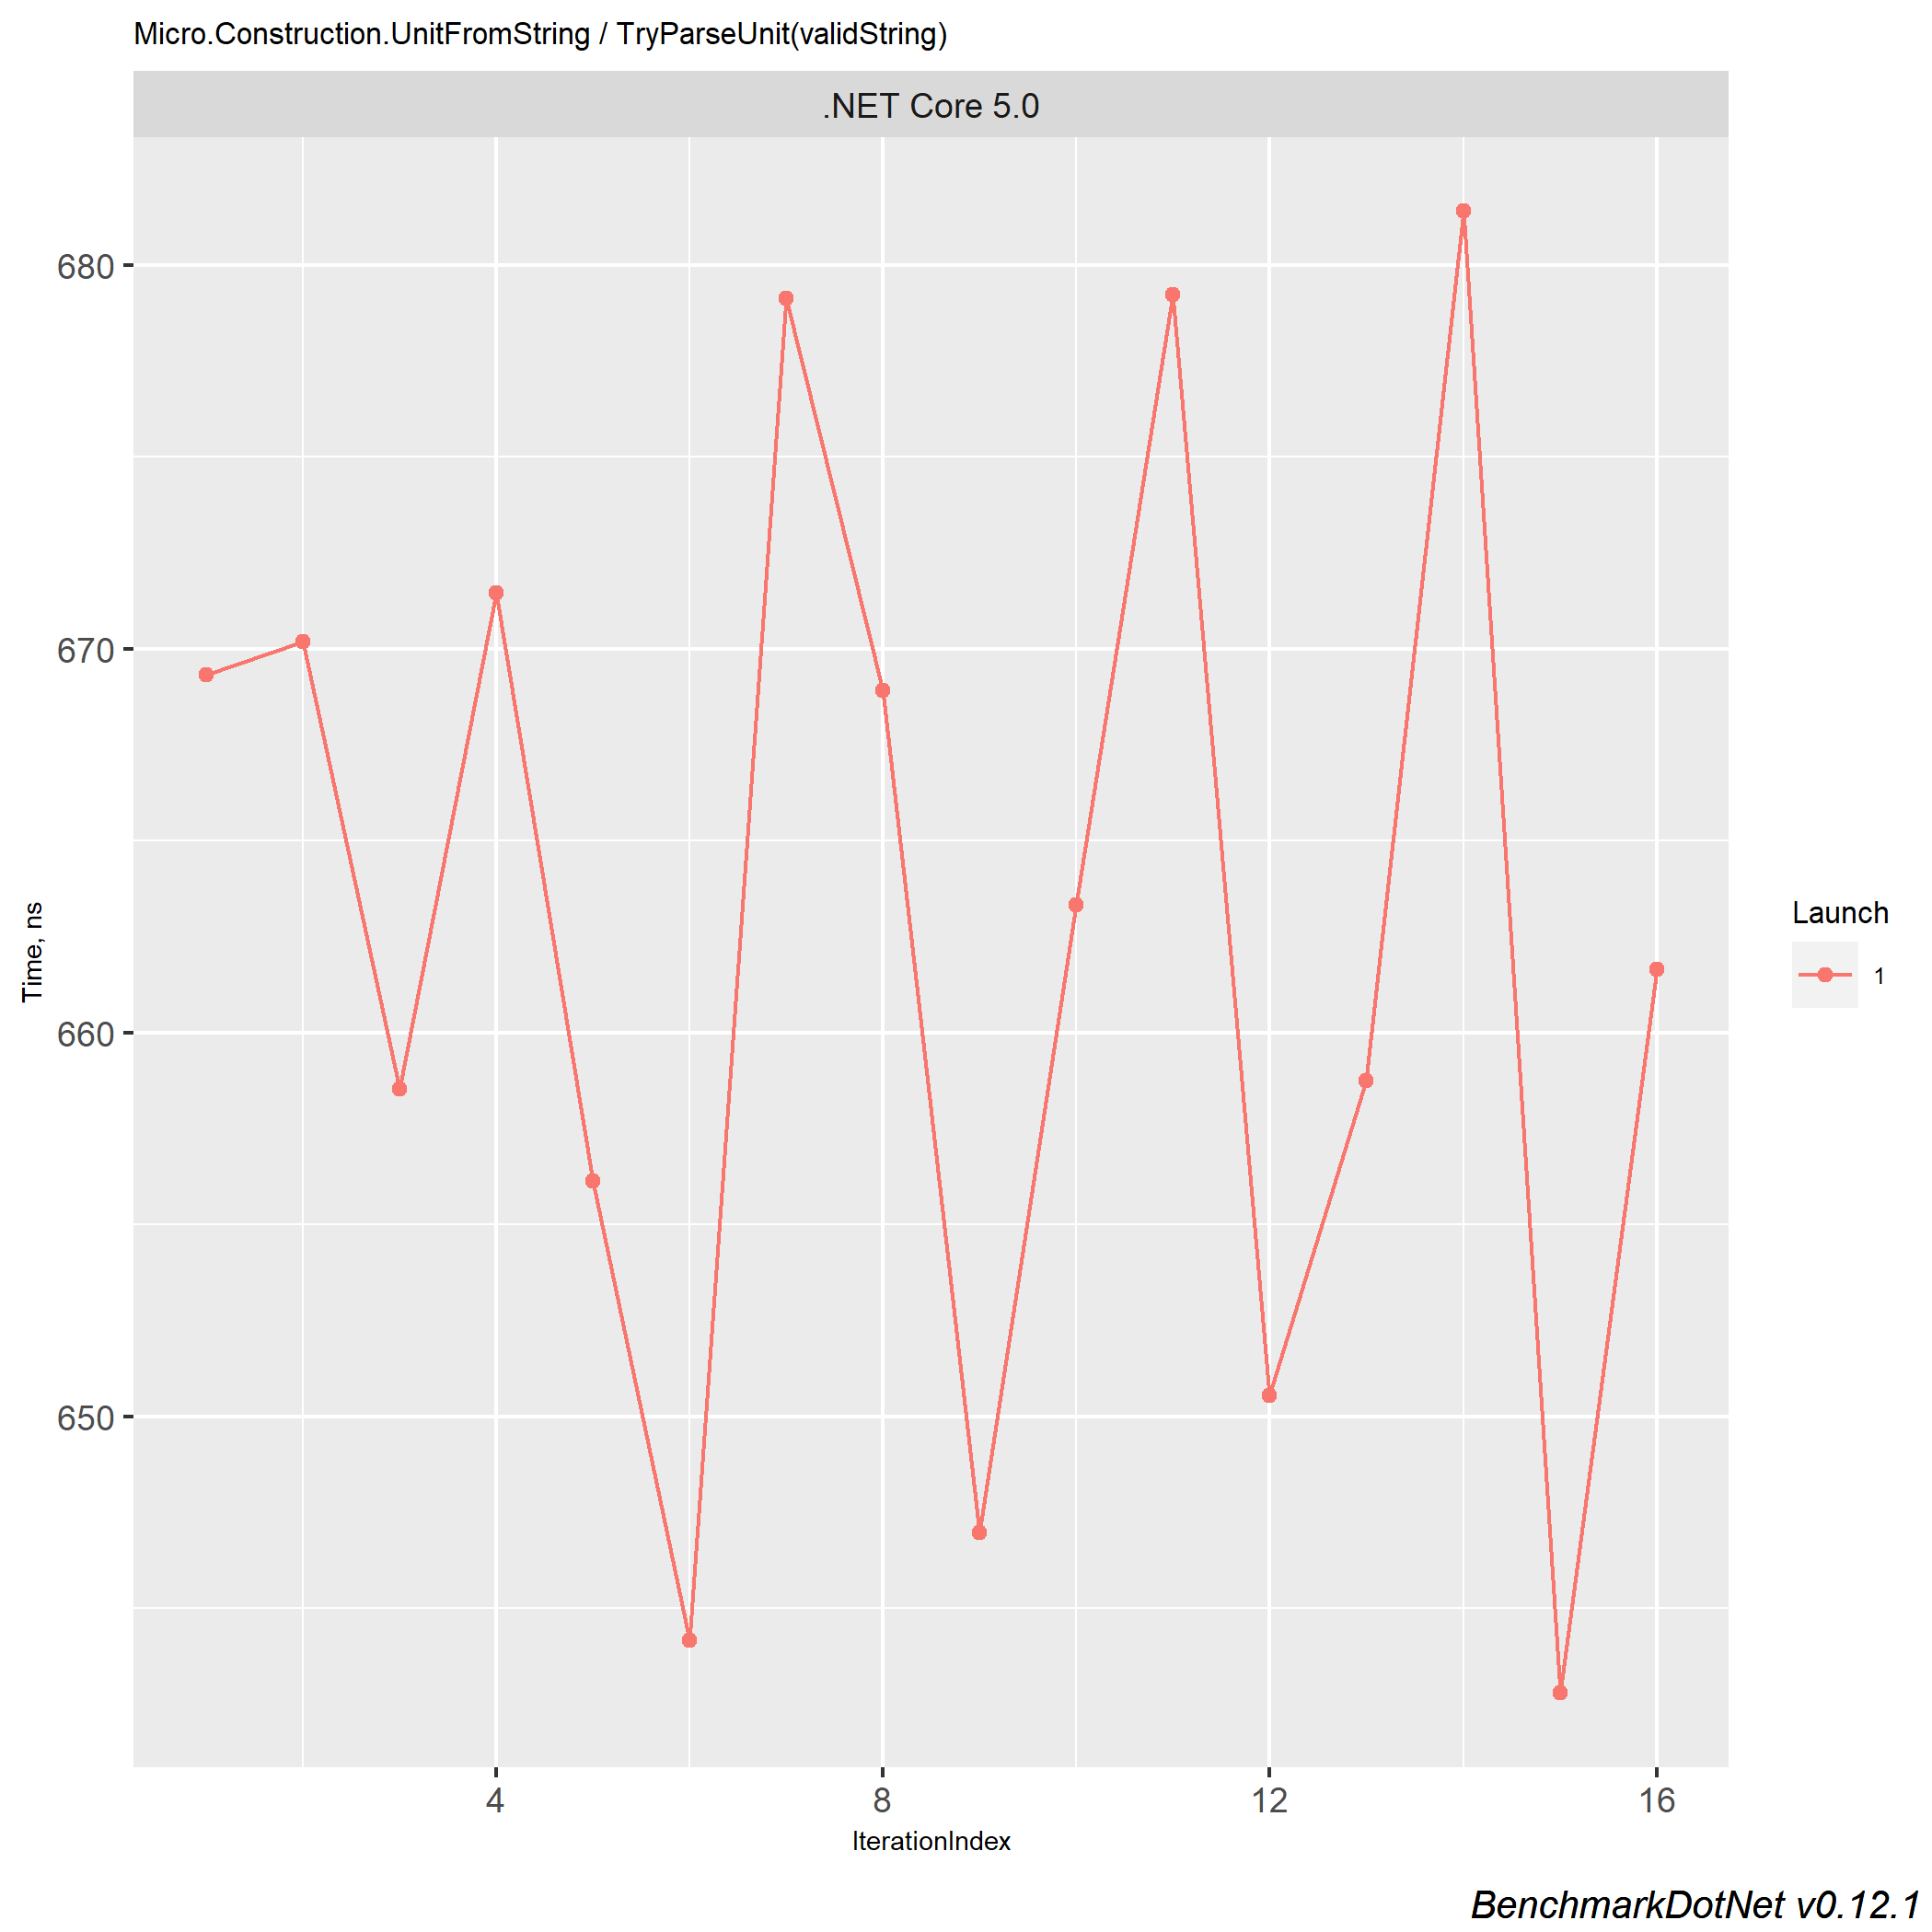 Micro.Construction.UnitFromString / TryParseUnit(validString)
.NET Core 5.0
680
670
660
650
Time, ns
4
8
12
16
IterationIndex
Launch
1
BenchmarkDotNet v0.12.1